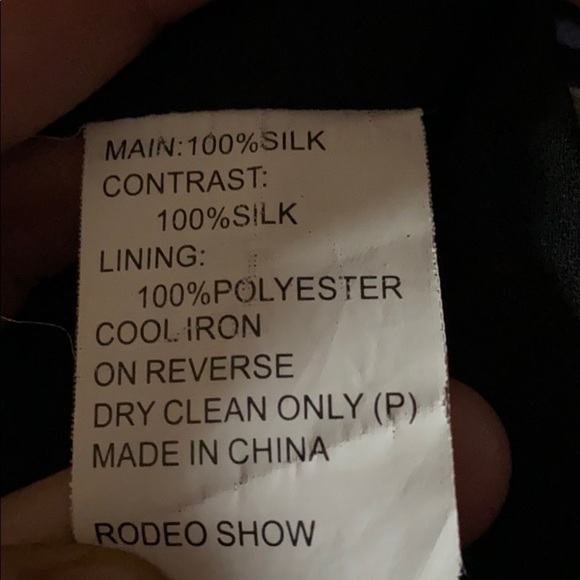 MAIN:100%SILK
CONTRAST:
100%SILK
LINING:
100%POLYESTER
COOL IRON
ON REVERSE
DRY CLEAN ONLY (P)
MADE IN CHINA
RODEO SHOW